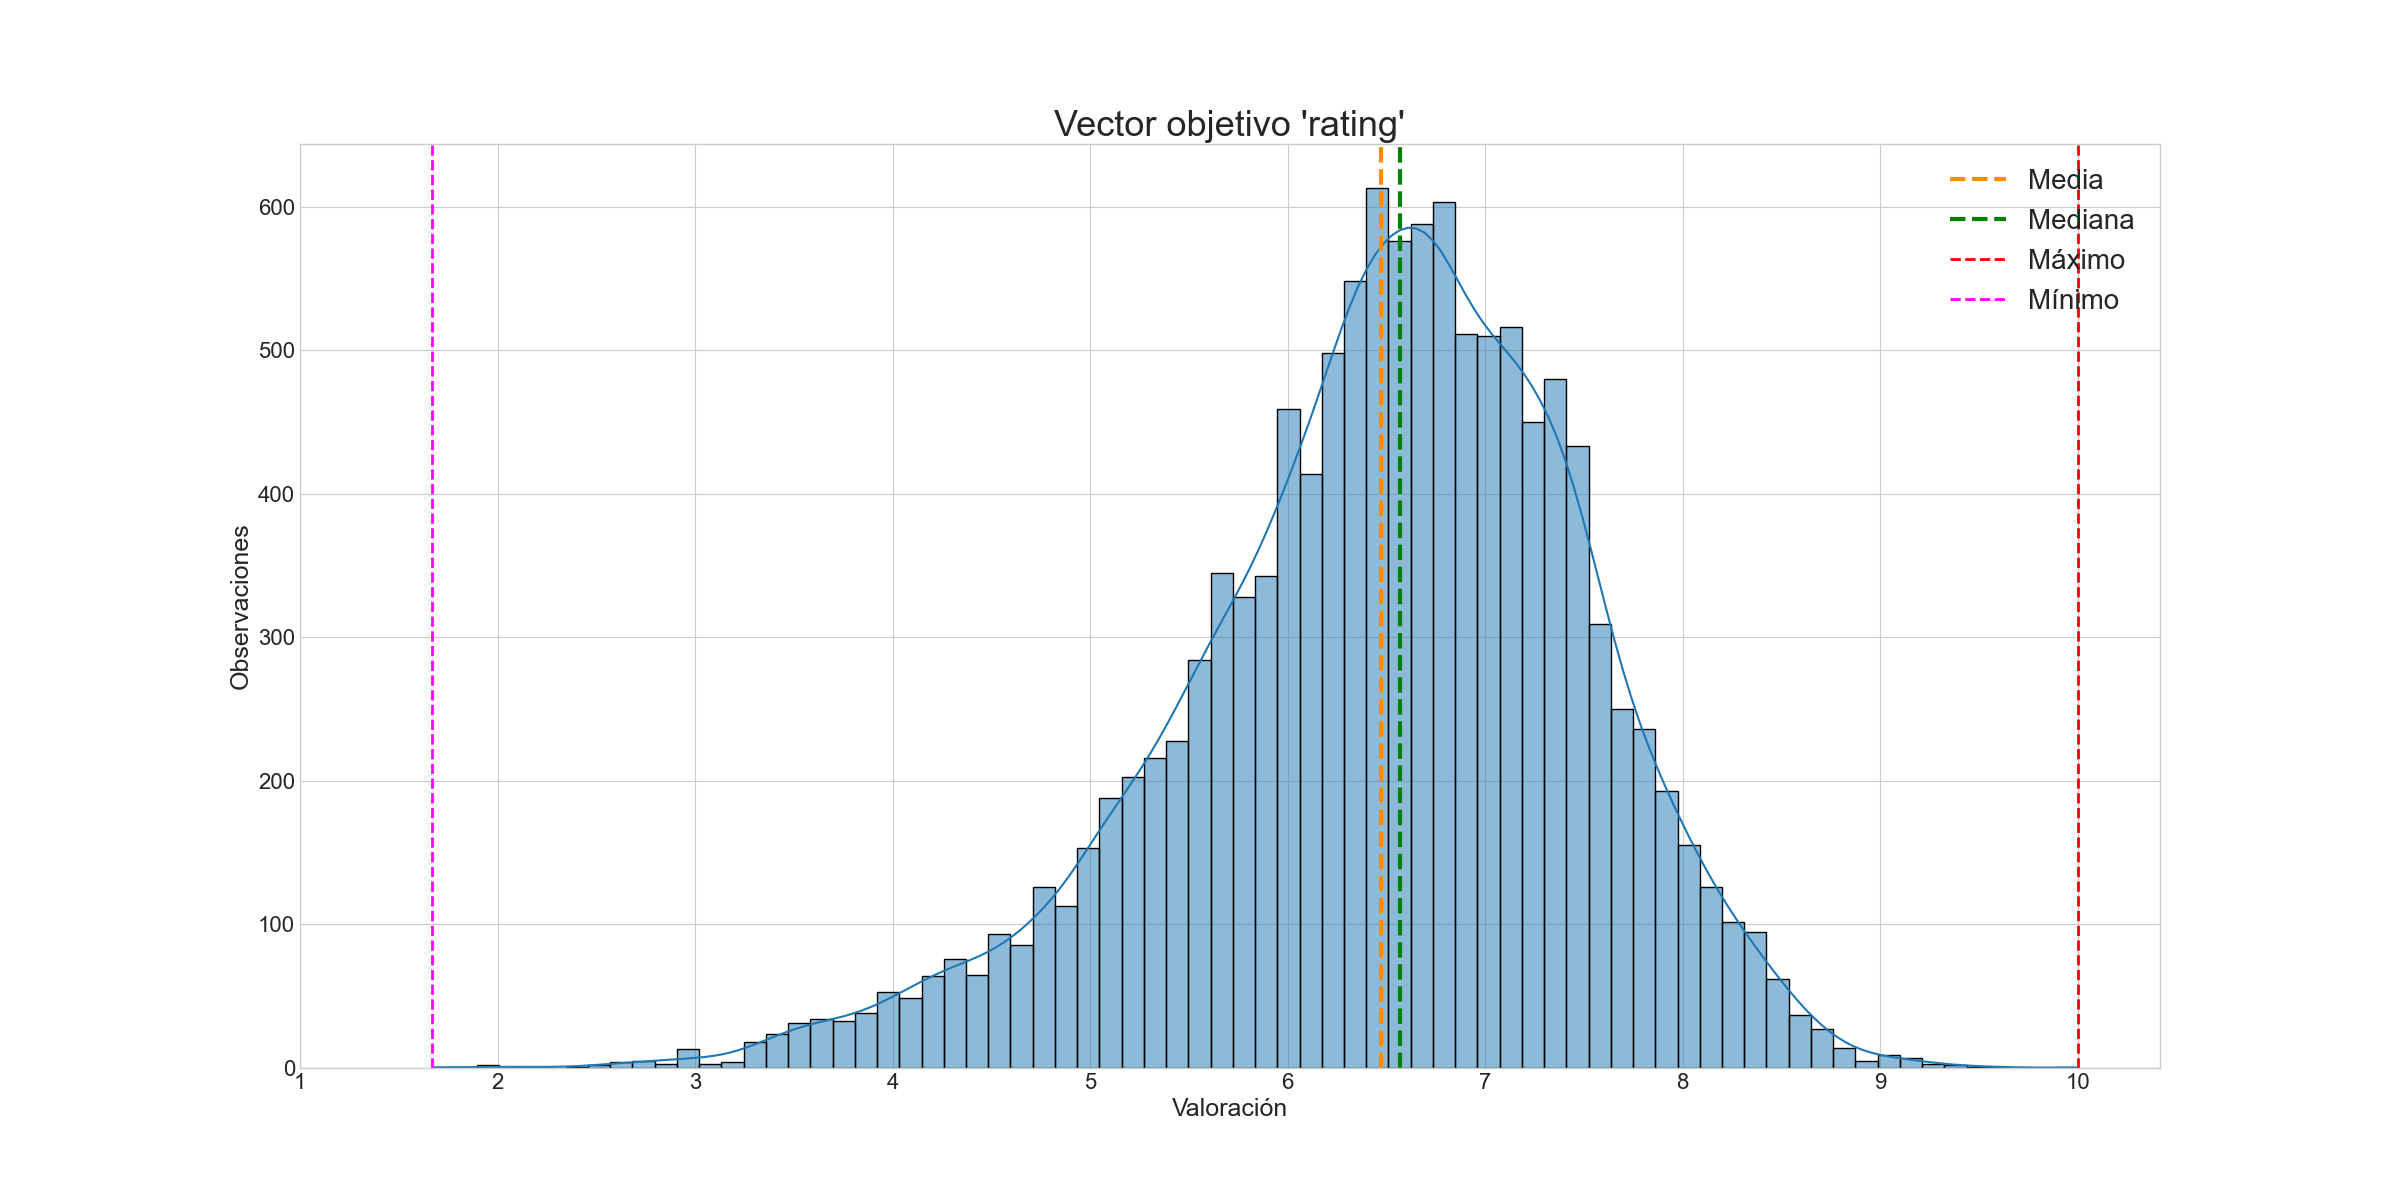 Vector objetivo 'rating'
Media
Mediana
Máximo
Mínimo
600
500
400
300
200
100
0
Observaciones
1 2 3 4 5 6 7 8 9 10
Valoración